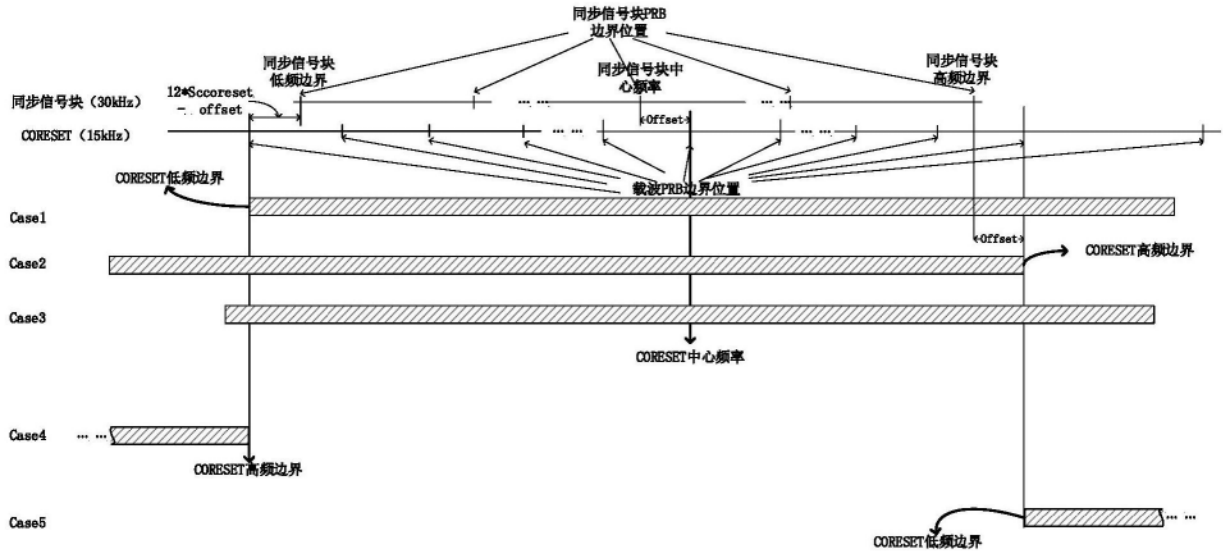 同步信号块PRB
边界位置
同步信号块
低频边界
同步信号块中
心频率
同步信号块
高频边界
同步信号块（30kHz）
12*Sccoreset
-  offset
... ...
... ...
CORESET（15kHz）
Offset
... ...
... ...
载波PRB边界位置
CORESET低频边界
Case1
Offset
Case2
CORESET高频边界
Case3
CORESET中心频率
Case4
... ...
CORESET高频边界
Case5
CORESET低频边界
... ...